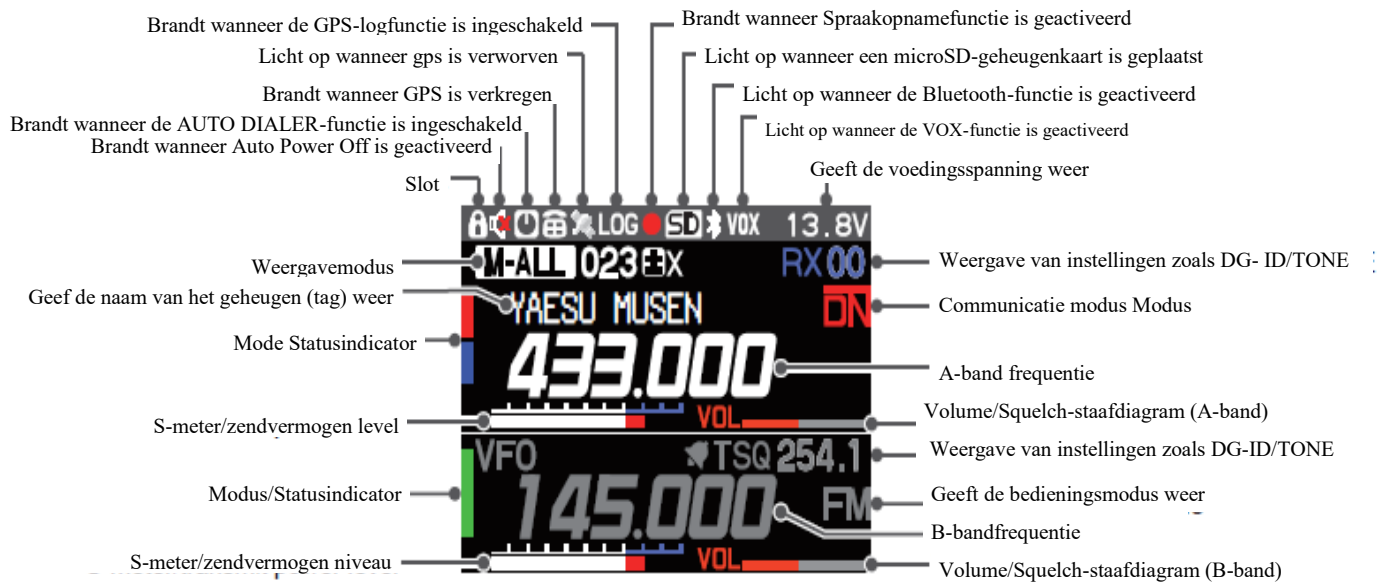 Brandt wanneer de GPS-logfunctie is ingeschakeld
Brandt wanneer Spraakopnamefunctie is geactiveerd
Licht op wanneer gps is verworven
Licht op wanneer een microSD-geheugenkaart is geplaatst
Brandt wanneer GPS is verkregen
Licht op wanneer de Bluetooth-functie is geactiveerd
Brandt wanneer de AUTO DIALER-functie is ingeschakeld
Licht op wanneer de VOX-functie is geactiveerd
Brandt wanneer Auto Power Off is geactiveerd
Geeft de voedingsspanning weer
Slot
LOG SD VOX 13.8V
Weergavemodus
M-ALL 023 ± X RX 00
Weergave van instellingen zoals DG- ID/TONE
Geef de naam van het geheugen (tag) weer
YAESU MUSEN DN
Communicatie modus Modus
Mode Statusindicator
433.000
A-band frequentie
S-meter/zendvermogen level
VOL
Volume/Squelch-staafdiagram (A-band)
VFO TSQ 254.1
Weergave van instellingen zoals DG-ID/TONE
Modus/Statusindicator
145.000 FM
Geeft de bedieningsmodus weer
B-bandfrequentie
S-meter/zendvermogen niveau
VOL
Volume/Squelch-staafdiagram (B-band)